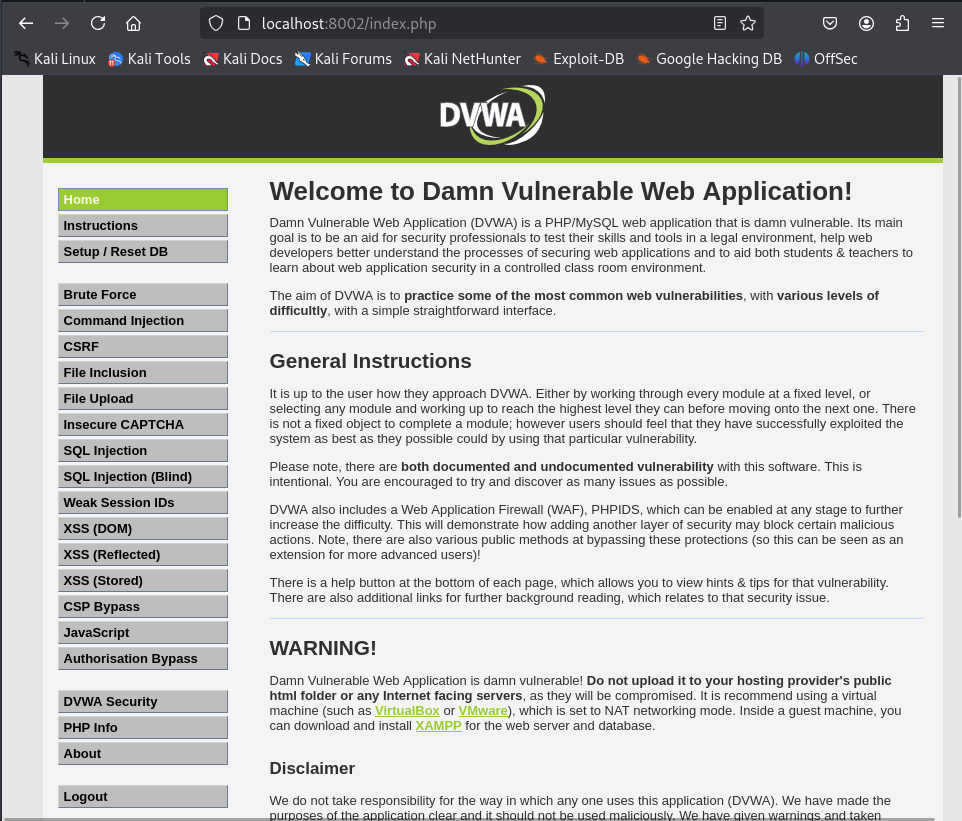 localhost:8002/index.php
Kali Linux Kali Tools Kali Docs Kali Forums Kali NetHunter Exploit-DB Google Hacking DB OffSec
DVWA
Home
Instructions
Setup / Reset DB
Brute Force
Command Injection
CSRF
File Inclusion
File Upload
Insecure CAPTCHA
SQL Injection
SQL Injection (Blind)
Weak Session IDs
XSS (DOM)
XSS (Reflected)
XSS (Stored)
CSP Bypass
JavaScript
Authorisation Bypass
DVWA Security
PHP Info
About
Logout
Welcome to Damn Vulnerable Web Application!
Damn Vulnerable Web Application (DVWA) is a PHP/MySQL web application that is damn vulnerable. Its main
goal is to be an aid for security professionals to test their skills and tools in a legal environment, help web
developers better understand the processes of securing web applications and to aid both students & teachers to
learn about web application security in a controlled class room environment.
The aim of DVWA is to practice some of the most common web vulnerabilities, with various levels of
difficultly, with a simple straightforward interface.
General Instructions
It is up to the user how they approach DVWA. Either by working through every module at a fixed level, or
selecting any module and working up to reach the highest level they can before moving onto the next one. There
is not a fixed object to complete a module; however users should feel that they have successfully exploited the
system as best as they possible could by using that particular vulnerability.
Please note, there are both documented and undocumented vulnerability with this software. This is
intentional. You are encouraged to try and discover as many issues as possible.
DVWA also includes a Web Application Firewall (WAF), PHPIDS, which can be enabled at any stage to further
increase the difficulty. This will demonstrate how adding another layer of security may block certain malicious
actions. Note, there are also various public methods at bypassing these protections (so this can be seen as an
extension for more advanced users)!
There is a help button at the bottom of each page, which allows you to view hints & tips for that vulnerability.
There are also additional links for further background reading, which relates to that security issue.
WARNING!
Damn Vulnerable Web Application is damn vulnerable! Do not upload it to your hosting provider's public
html folder or any Internet facing servers, as they will be compromised. It is recommend using a virtual
machine (such as VirtualBox or VMware), which is set to NAT networking mode. Inside a guest machine, you
can download and install XAMPP for the web server and database.
Disclaimer
We do not take responsibility for the way in which any one uses this application (DVWA). We have made the
purposes of the application clear and it should not be used maliciously. We have given warnings and taken